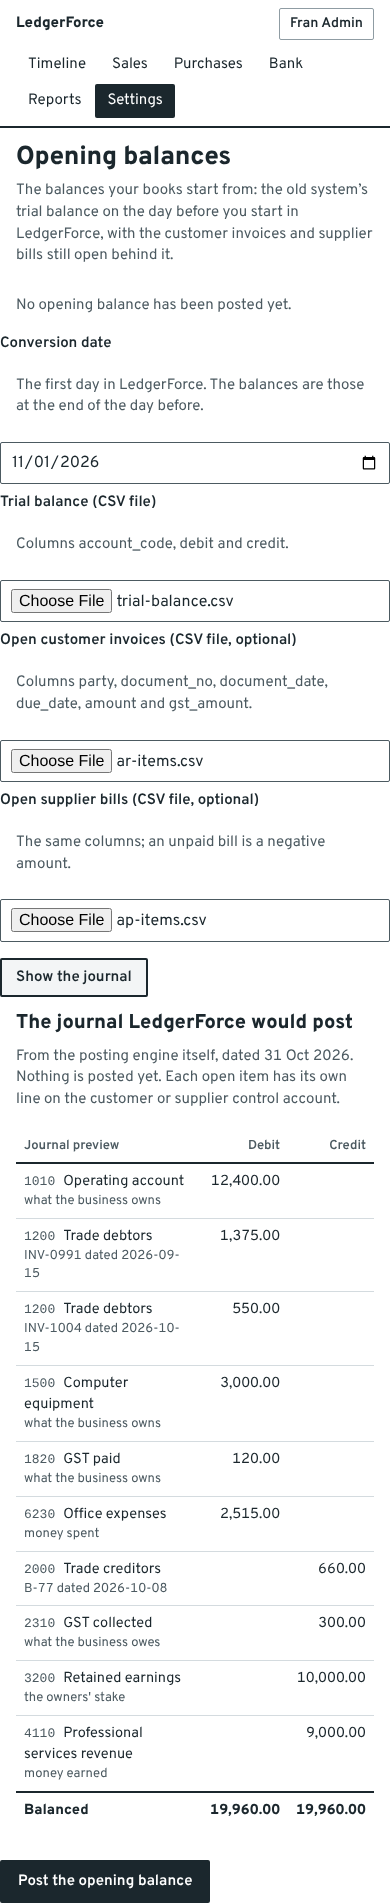 LedgerForce
Fran Admin
Timeline Sales Purchases Bank
Reports Settings
Opening balances
The balances your books start from: the old system’s
trial balance on the day before you start in
LedgerForce, with the customer invoices and supplier
bills still open behind it.
No opening balance has been posted yet.
Conversion date
The first day in LedgerForce. The balances are those
at the end of the day before.
11/01/2026
Trial balance (CSV file)
Columns account_code, debit and credit.
Choose File trial-balance.csv
Open customer invoices (CSV file, optional)
Columns party, document_no, document_date,
due_date, amount and gst_amount.
Choose File ar-items.csv
Open supplier bills (CSV file, optional)
The same columns; an unpaid bill is a negative
amount.
Choose File ap-items.csv
Show the journal
The journal LedgerForce would post
From the posting engine itself, dated 31 Oct 2026.
Nothing is posted yet. Each open item has its own
line on the customer or supplier control account.
Journal preview Debit Credit
1010 Operating account 12,400.00
what the business owns
1200 Trade debtors 1,375.00
INV-0991 dated 2026-09-
15
1200 Trade debtors 550.00
INV-1004 dated 2026-10-
15
1500 Computer 3,000.00
equipment
what the business owns
1820 GST paid 120.00
what the business owns
6230 Office expenses 2,515.00
money spent
2000 Trade creditors 660.00
B-77 dated 2026-10-08
2310 GST collected 300.00
what the business owes
3200 Retained earnings 10,000.00
the owners' stake
4110 Professional 9,000.00
services revenue
money earned
Balanced 19,960.00 19,960.00
Post the opening balance